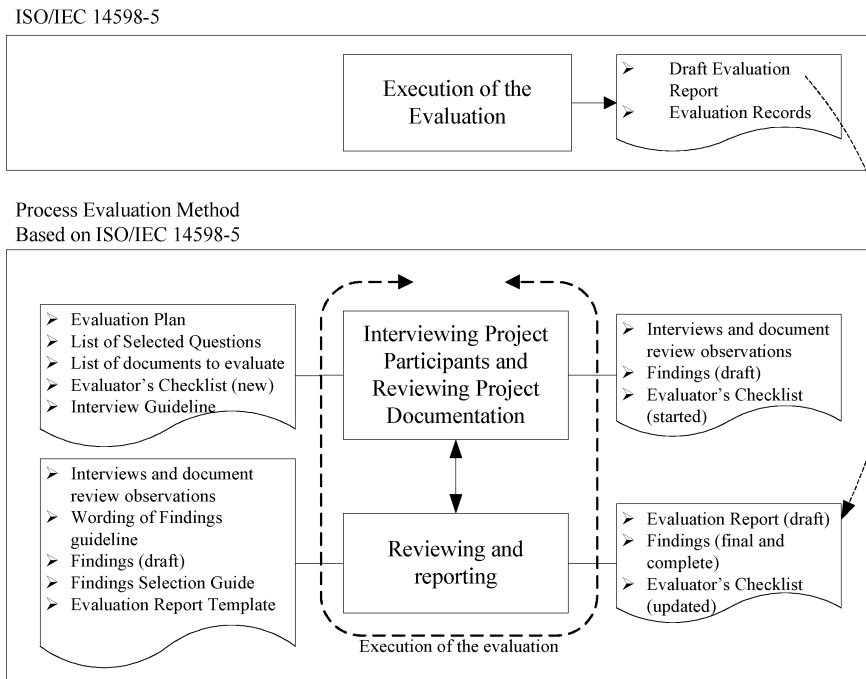 ISO/IEC 14598-5
Execution of the
Evaluation
➢ Draft Evaluation
Report
➢ Evaluation Records
Process Evaluation Method
Based on ISO/IEC 14598-5
➢ Evaluation Plan
➢ List of Selected Questions
➢ List of documents to evaluate
➢ Evaluator's Checklist (new)
➢ Interview Guideline
Interviewing Project
Participants and
Reviewing Project
Documentation
➢ Interviews and document
review observations
➢ Findings (draft)
➢ Evaluator's Checklist
(started)
➢ Interviews and document
review observations
➢ Wording of Findings
guideline
➢ Findings (draft)
➢ Findings Selection Guide
➢ Evaluation Report Template
Reviewing and
reporting
➢ Evaluation Report (draft)
➢ Findings (final and
complete)
➢ Evaluator's Checklist
(updated)
Execution of the evaluation